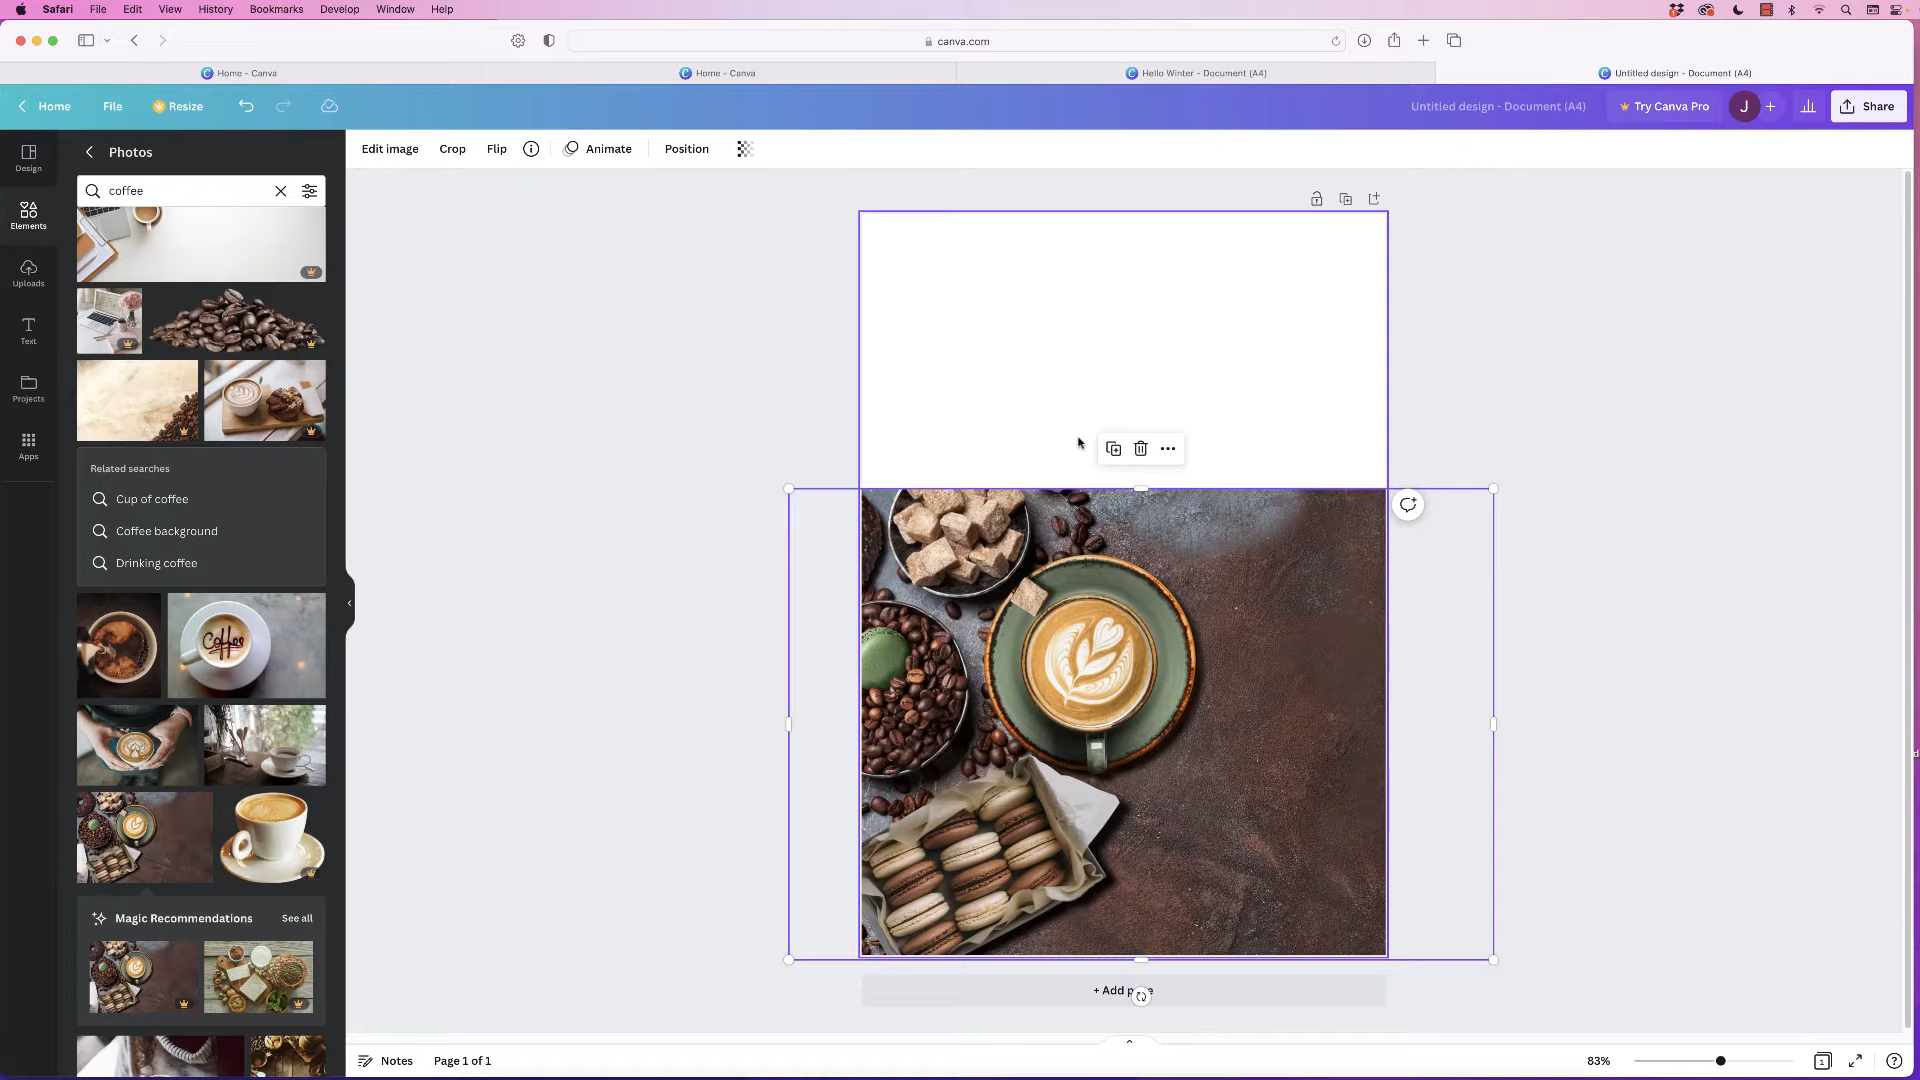 Safari File Edit View History Bookmarks Develop Window Help
canva.com
Home – Canva
Home – Canva
Hello Winter – Document (A4)
Untitled design – Document (A4)
Home File Resize
Untitled design - Document (A4)
Try Canva Pro
J
Share
Design
Elements
Uploads
Text
Projects
Apps
Photos
coffee
Edit image Crop Flip Animate Position
Related searches
Cup of coffee
Coffee background
Drinking coffee
Coffee
Magic Recommendations See all
+ Add
Notes Page 1 of 1
83%
1